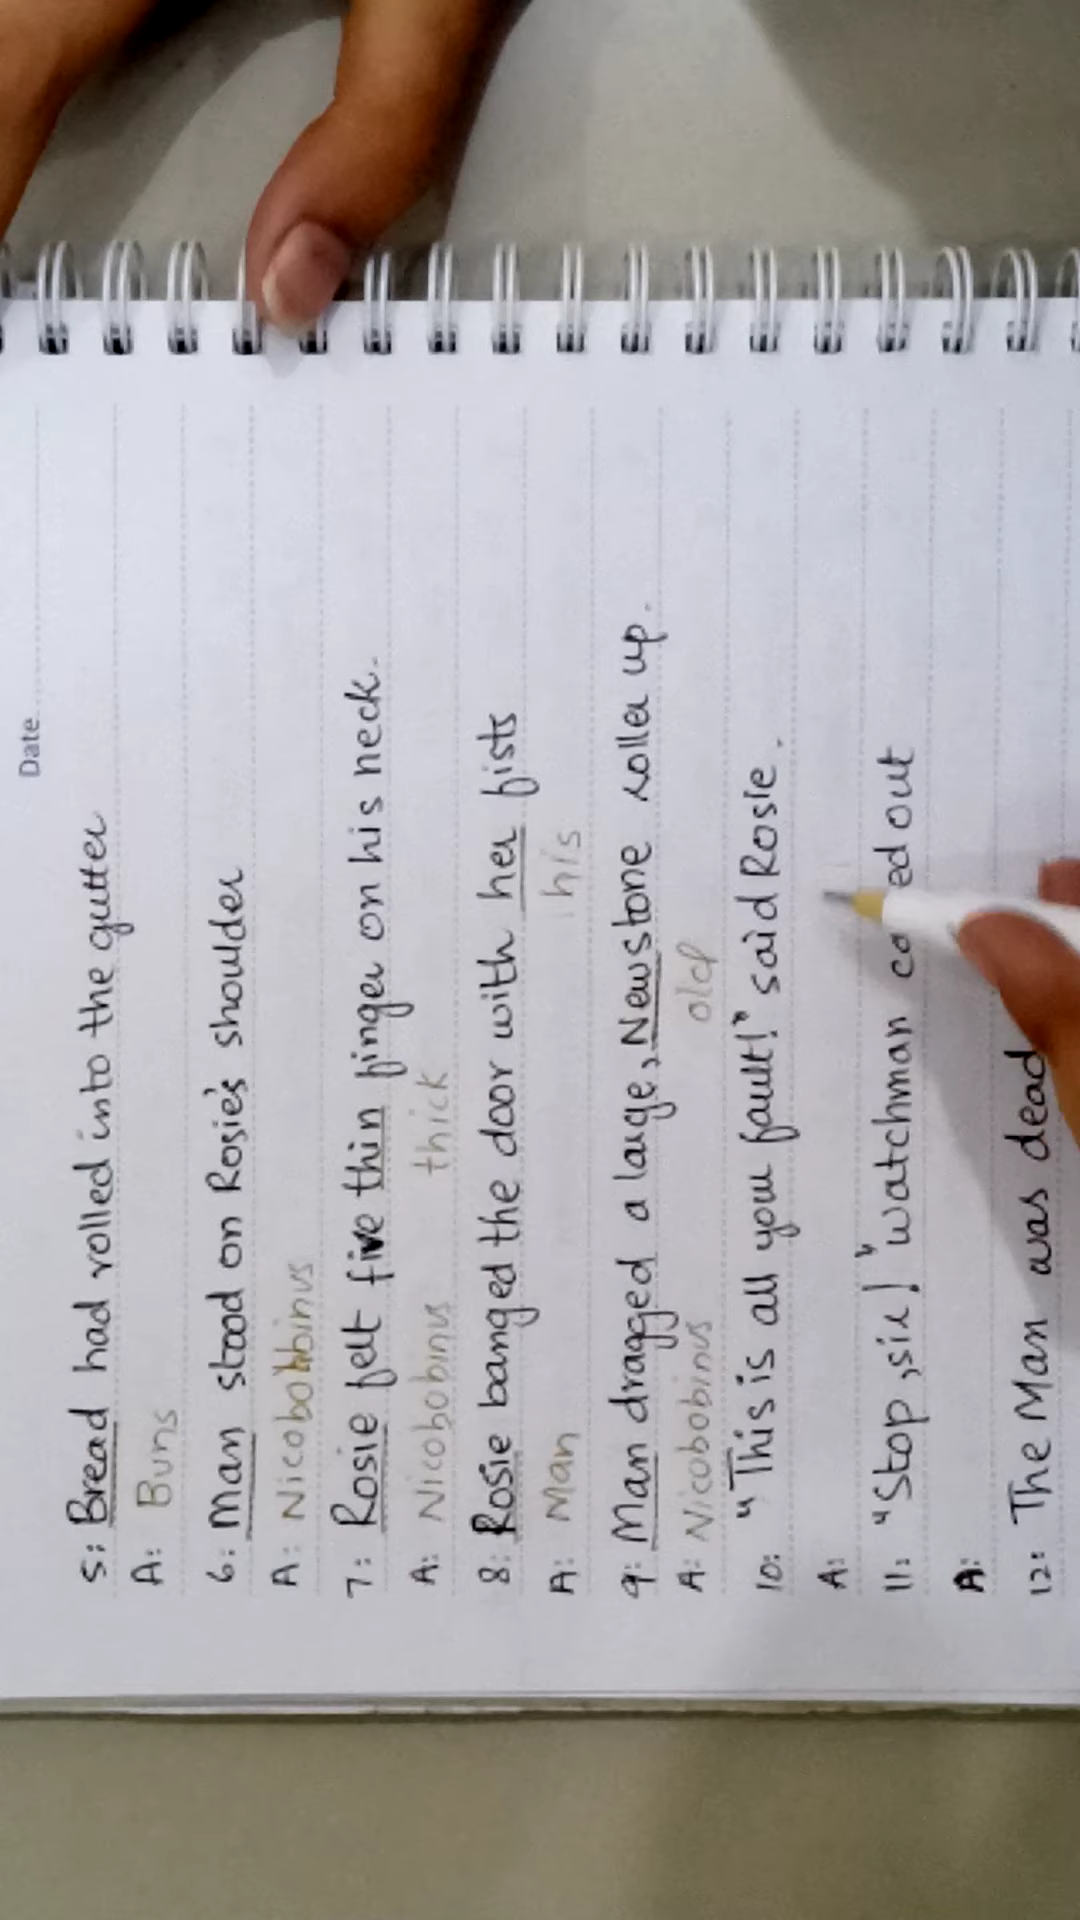 Date
5: Bread had rolled into the gutter
A: Buns
6: Man stood on Rosie's shoulder
A: Nicobobbinus
7: Rosie felt five thin finger on his neck.
A: Nicobobinus thick
8: Rosie banged the door with her fists
A: Man his
9: Man dragged a large, New stone roller up.
A: Nicobobinus old
10: "This is all your fault!" said Rosie.
A:
11: "Stop, sir!" watchman ed out
A:
12: The Man was dead